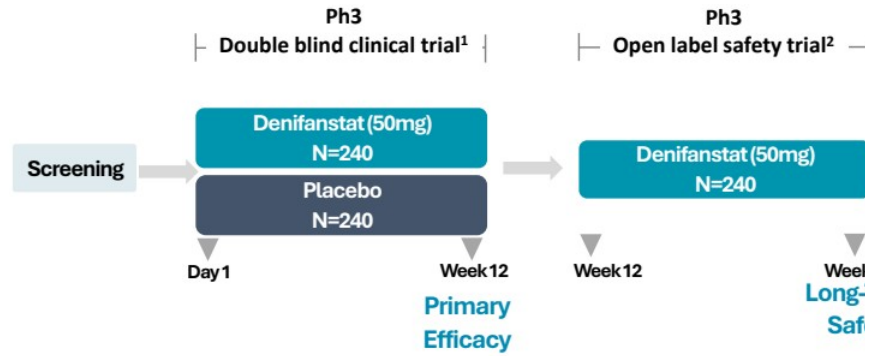 Ph3
Double blind clinical trial¹
Ph3
Open label safety trial²
Screening
Denifanstat (50mg)
N=240
Placebo
N=240
Denifanstat (50mg)
N=240
Day 1
Week 12
Week 12
Primary
Efficacy